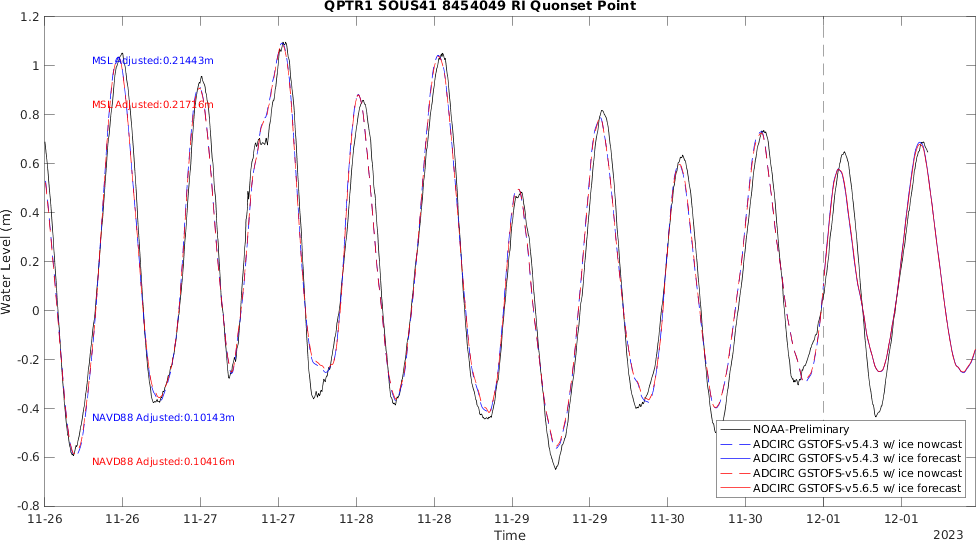 QPTR1 SOUS41 8454049 RI Quonset Point
1.2
1
0.8
0.6
0.4
0.2
0
-0.2
-0.4
-0.6
-0.8
Water Level (m)
MSL Adjusted:0.21443m
MSL Adjusted:0.21716m
NAVD88 Adjusted:0.10143m
NAVD88 Adjusted:0.10416m
NOAA-Preliminary
ADCIRC GSTOFS-v5.4.3 w/ ice nowcast
ADCIRC GSTOFS-v5.4.3 w/ ice forecast
ADCIRC GSTOFS-v5.6.5 w/ ice nowcast
ADCIRC GSTOFS-v5.6.5 w/ ice forecast
11-26 11-26 11-27 11-27 11-28 11-28 11-29 11-29 11-30 11-30 12-01 12-01
Time
2023